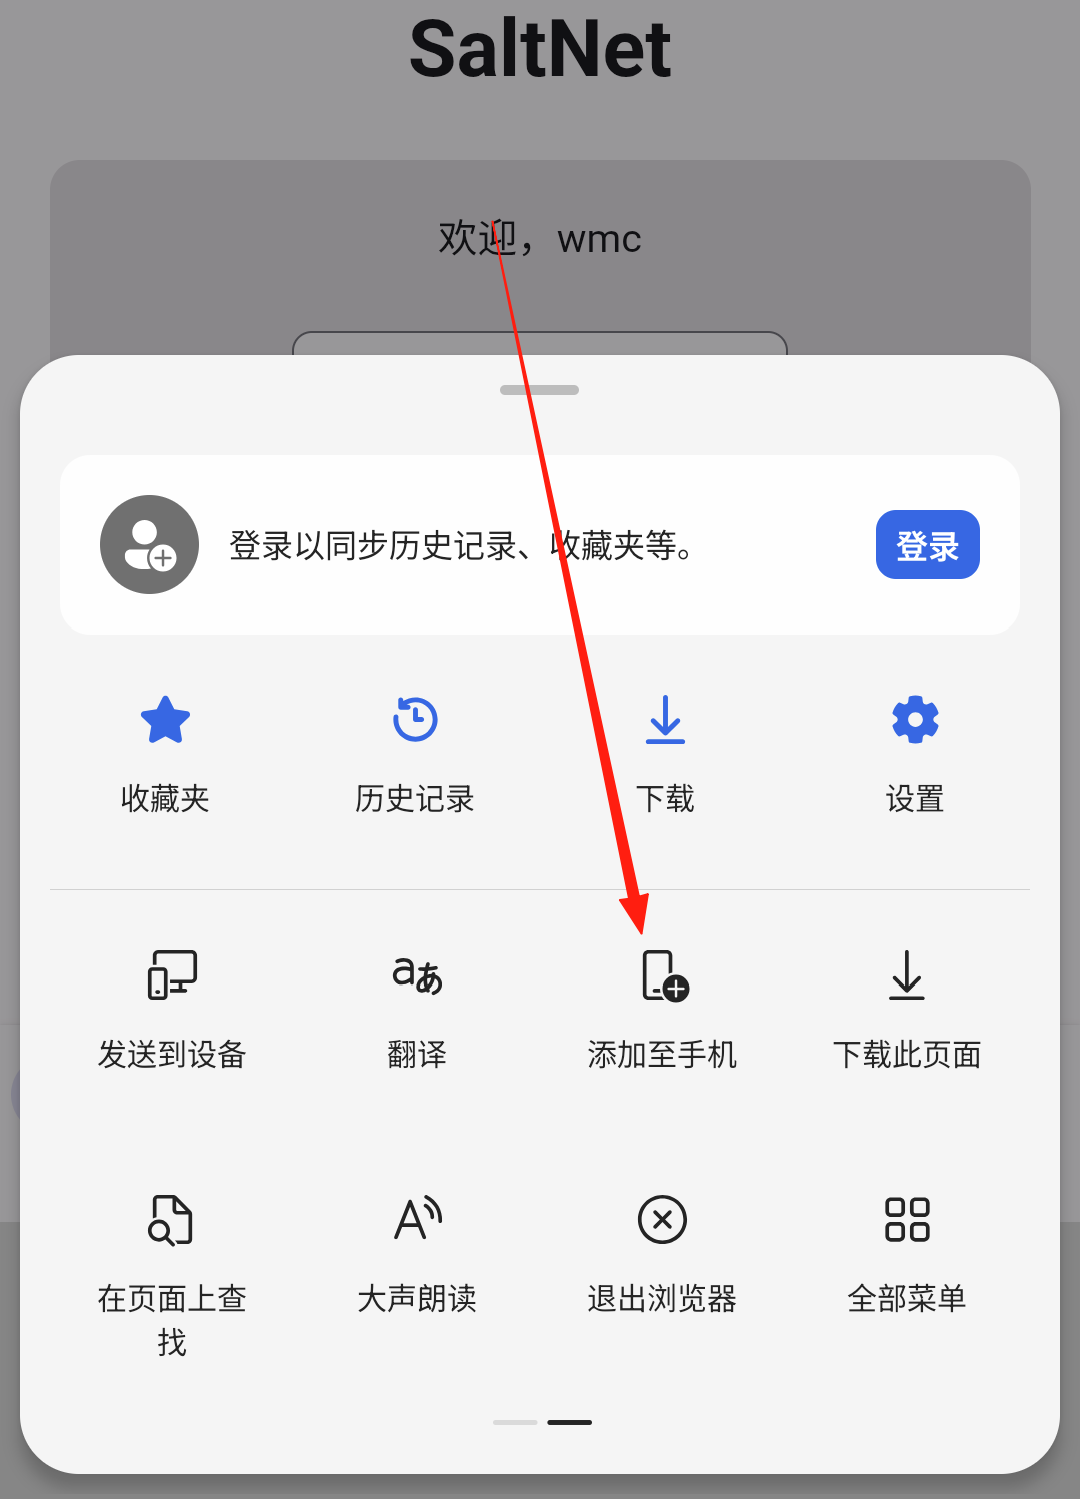 SaltNet
欢迎，wmc
登录以同步历史记录、收藏夹等。
登录
收藏夹
历史记录
下载
设置
发送到设备
翻译
添加至手机
下载此页面
在页面上查
找
大声朗读
退出浏览器
全部菜单